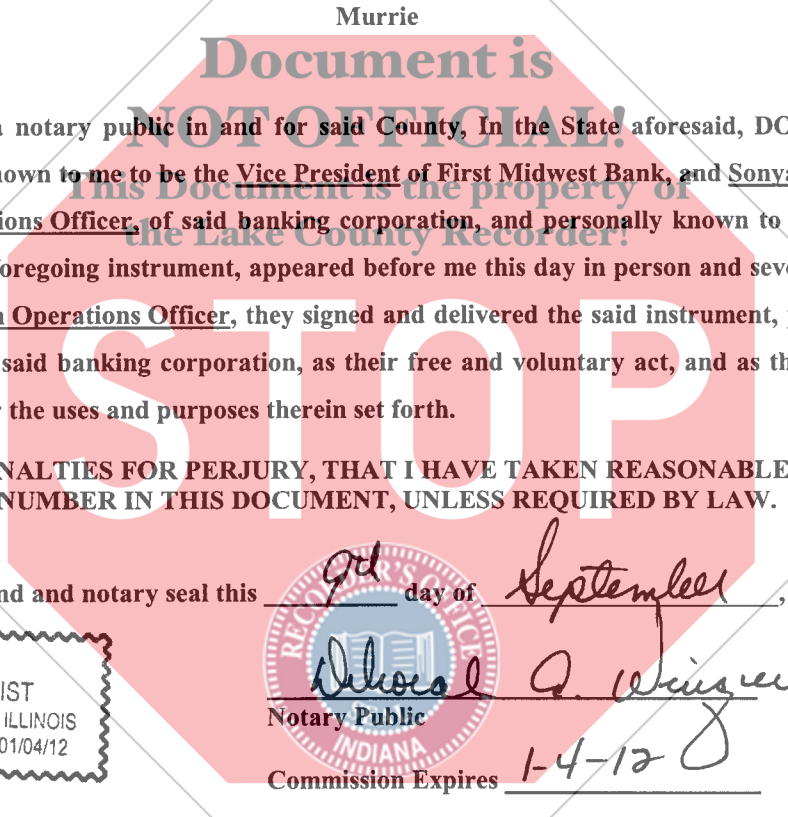 Murrie
Document is
NOT OFFICIAL!
a notary public in and for said County, In the State aforesaid, DO
nown to me to be the Vice President of First Midwest Bank, and Sonya
This Document is the property of
ions Officer, of said banking corporation, and personally known to
the Lake County Recorder!
foregoing instrument, appeared before me this day in person and seve
n Operations Officer, they signed and delivered the said instrument,
said banking corporation, as their free and voluntary act, and as th
r the uses and purposes therein set forth.
STOP
NALTIES FOR PERJURY, THAT I HAVE TAKEN REASONABLE
NUMBER IN THIS DOCUMENT, UNLESS REQUIRED BY LAW.
nd and notary seal this 9th day of September,
RECORDER'S OFFICE
Deborah A.
Notary Public
INDIANA
IST
ILLINOIS
01/04/12
Commission Expires 1-4-12